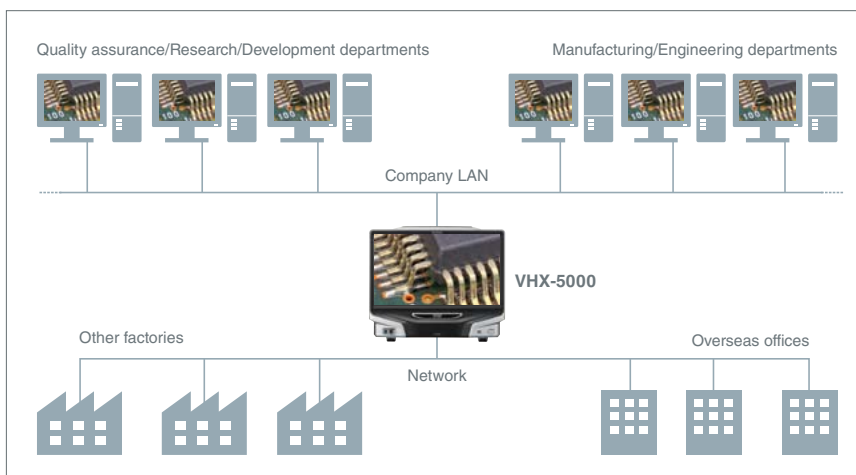 Quality assurance/Research/Development departments
Manufacturing/Engineering departments
Company LAN
VHX-5000
Other factories
Overseas offices
Network